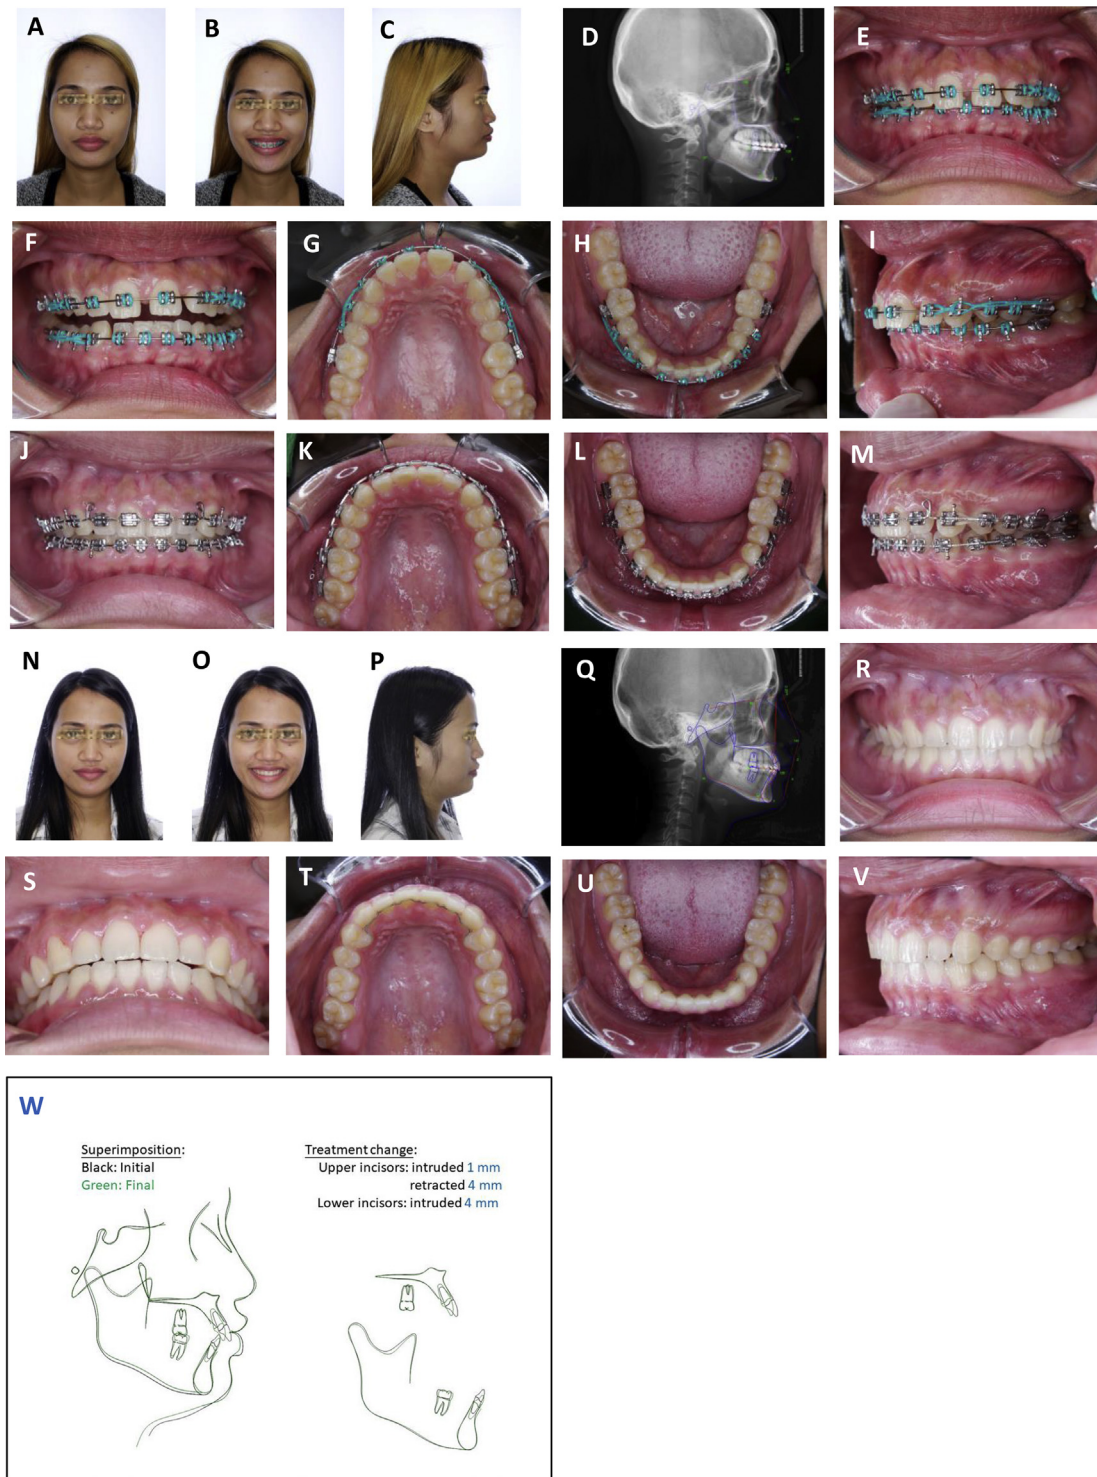 A
B
C
D
E
F
G
H
I
J
K
L
M
N
O
P
Q
R
S
T
U
V
W
Superimposition:
Black: Initial
Green: Final
Treatment change:
Upper incisors: intruded 1 mm
retracted 4 mm
Lower incisors: intruded 4 mm